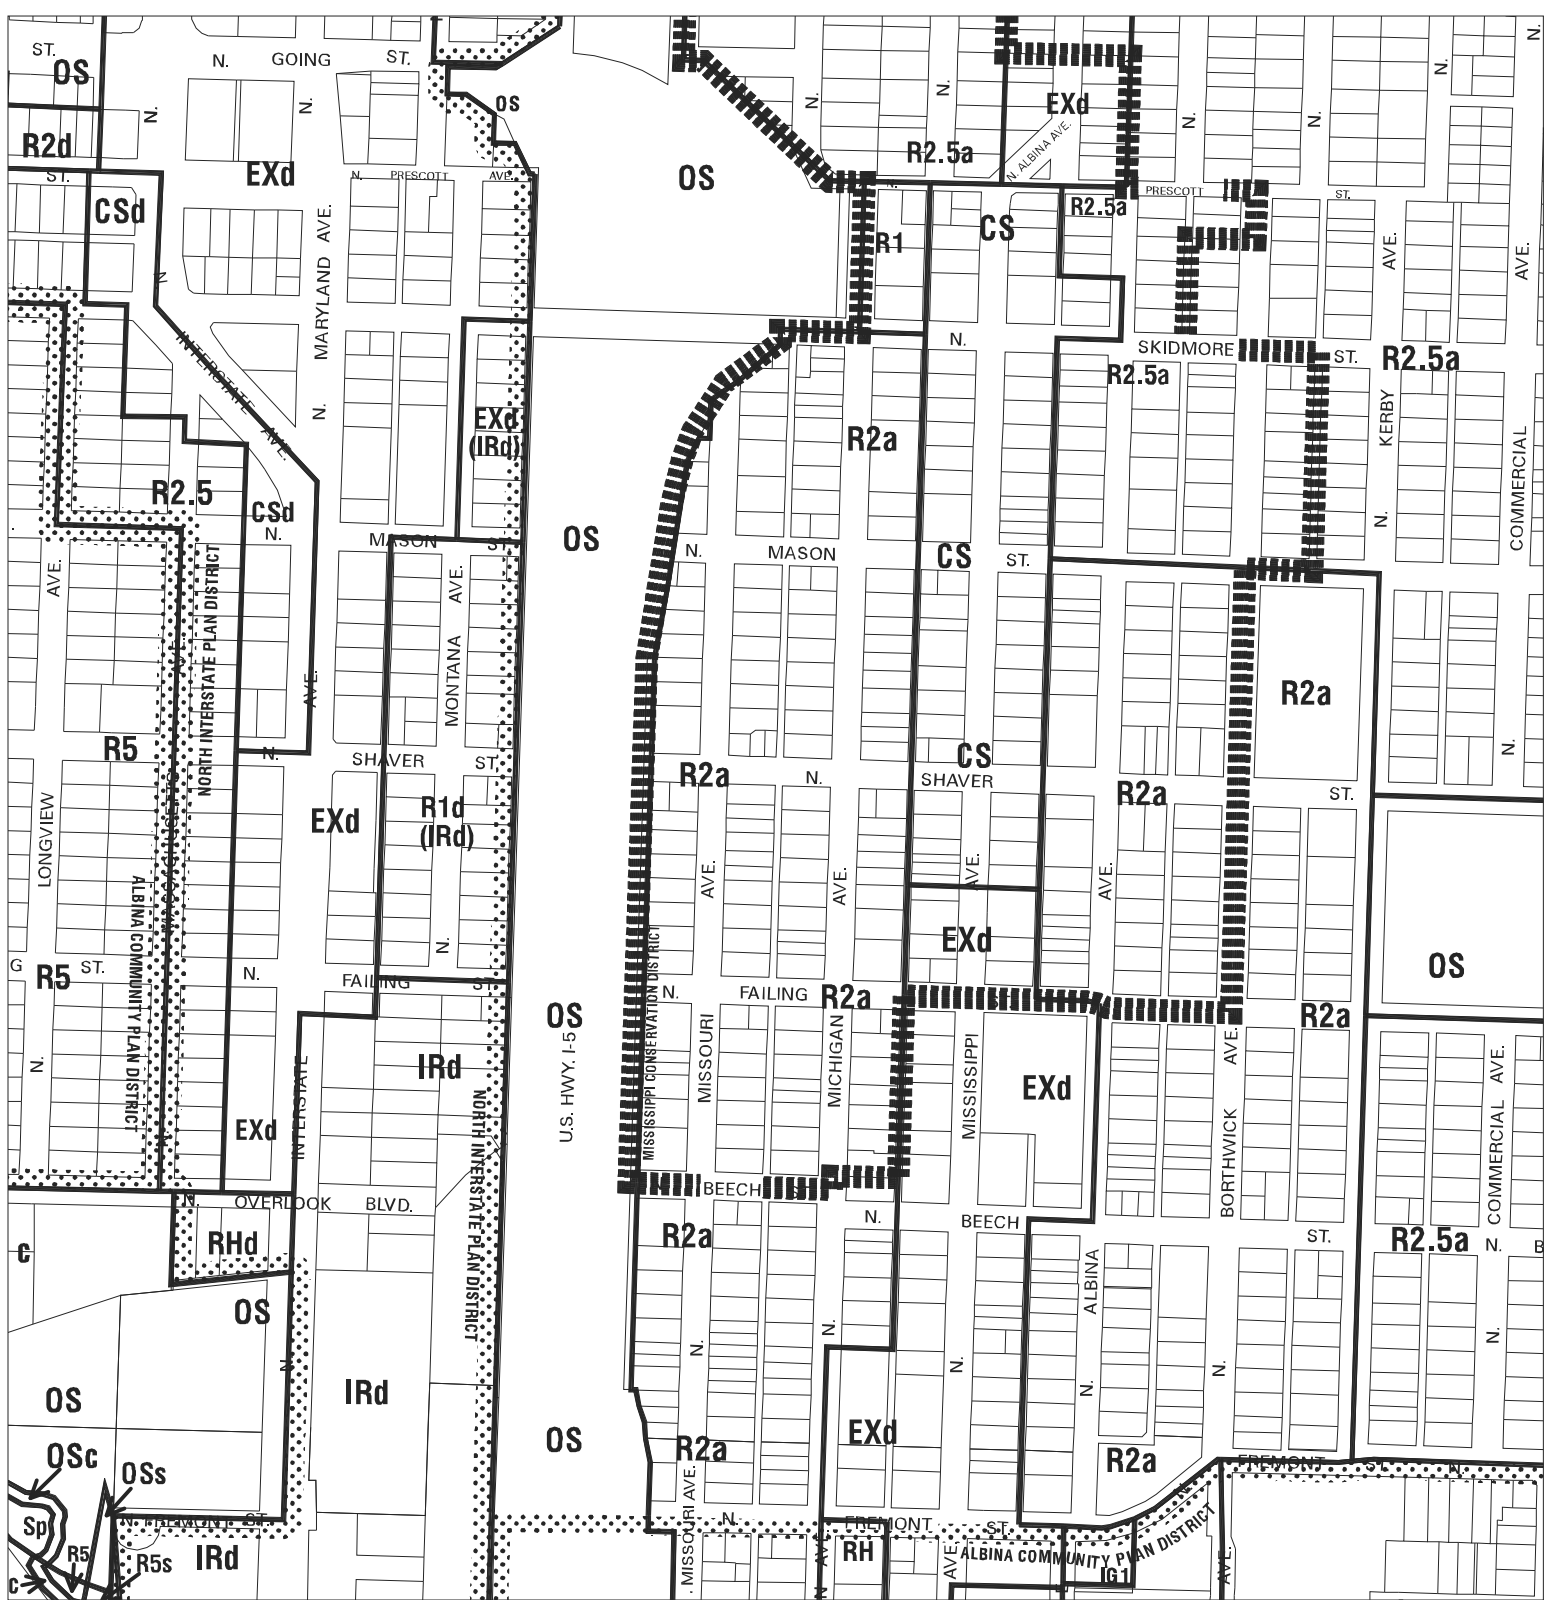 ST.
N. GOING ST.
N.
OS
N.
N.
N.
N.
N.
N.
N.
OS
EXd
R2d
EXd
R2.5a
N. ALBINA AVE.
ST.
N. PRESCOTT AVE.
OS
N.
PRESCOTT
ST.
CSd
R2.5a
CS
R1
AVE.
AVE.
N
MARYLAND AVE.
N.
INTERSTATE AVE.
N.
SKIDMORE
ST.
R2.5a
R2.5a
KERBY
N.
COMMERCIAL
N.
EXd
(IRd)
R2a
R2.5
CSd
N.
MASON ST.
OS
N. MASON ST.
CS
AVE.
NORTH INTERSTATE PLAN DISTRICT
AVE.
MONTANA AVE.
N.
AVE.
R2a
R5
N. SHAVER ST.
R2a
N. SHAVER ST.
CS
R2a
LONGVIEW
N.
EXd
R1d
(IRd)
AVE.
AVE.
AVE.
AVE.
ALBINA COMMUNITY PLAN DISTRICT
MISSISSIPPI CONSERVATION DISTRICT
EXd
OS
G ST.
R5
N. FAILING ST.
N. FAILING
R2a
R2a
OS
U.S. HWY. I-5
MISSOURI
MICHIGAN
MISSISSIPPI
EXd
BORTHWICK AVE.
COMMERCIAL AVE.
IRd
EXd
INTERSTATE
N.
NORTH INTERSTATE PLAN DISTRICT
N. OVERLOOK BLVD.
BEECH
N. BEECH
ST.
N. B
c
RHd
R2a
R2.5a
OS
ALBINA
N.
N.
N.
N.
N.
N.
N.
OS
IRd
OS
EXd
R2a
R2a
OSc
OSs
Sp
N. FREMONT ST.
N. FREMONT ST.
FREMONT ST. N.
N.
R5
R5s
IRd
c
MISSOURI AVE.
N AVE.
RH
AVE.
ALBINA COMMUNITY PLAN DISTRICT
IG1
AVE.